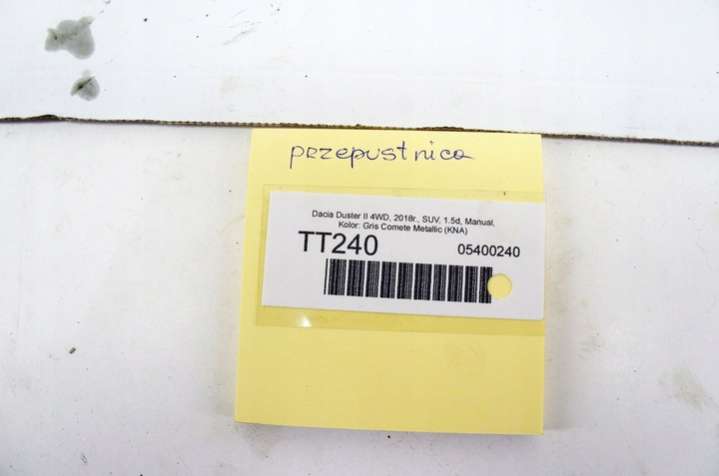 przepustnica
Dacia Duster II 4WD, 2018r., SUV, 1.5d, Manual,
Kolor: Gris Comete Metallic (KNA)
TT240 05400240